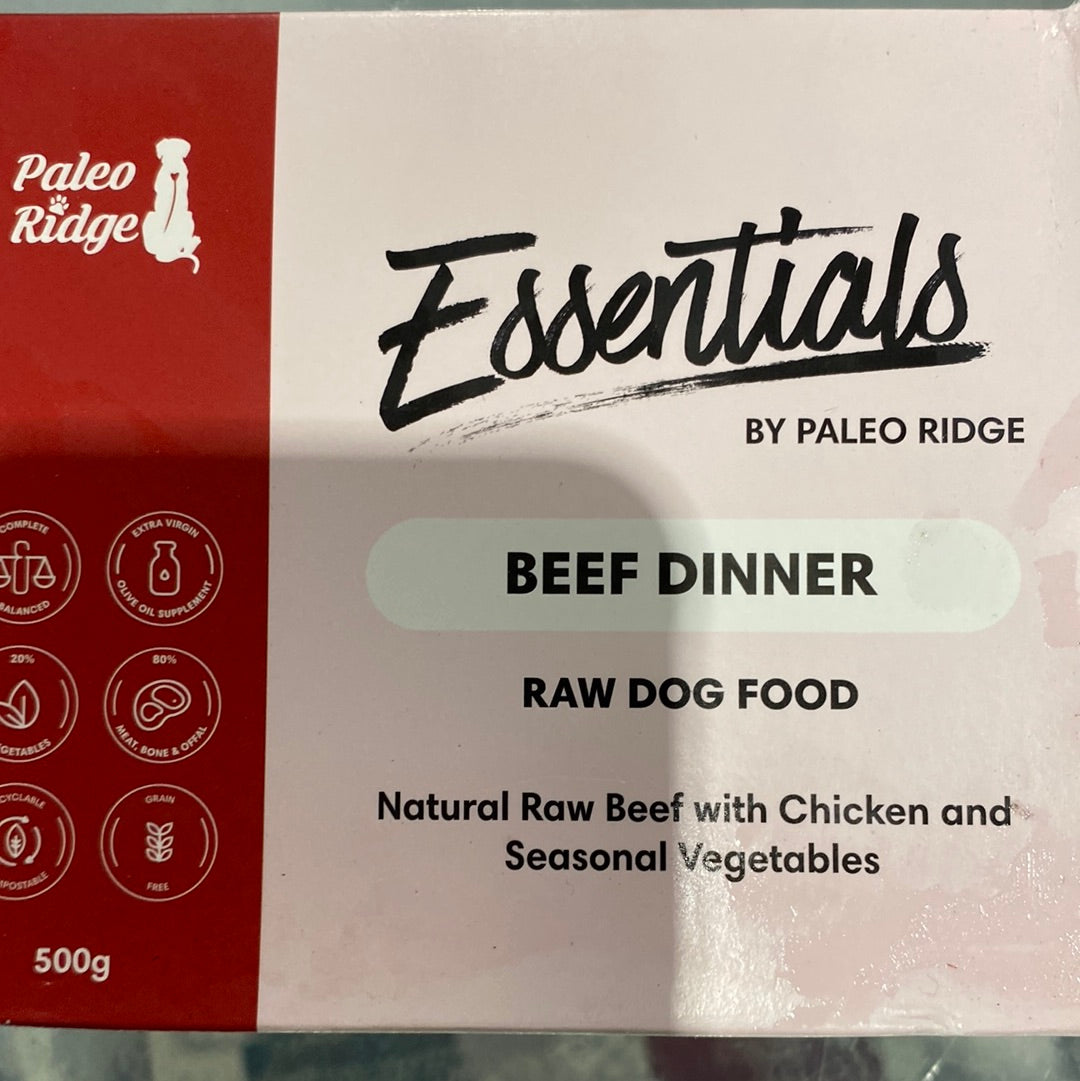 Paleo
Ridge
Essentials
BY PALEO RIDGE
COMPLETE
BALANCED
EXTRA VIRGIN
OLIVE OIL SUPPLEMENT
BEEF DINNER
20%
GETABLES
80%
MEAT, BONE & OFFAL
RAW DOG FOOD
CYCLABLE
MPOSTABLE
GRAIN
FREE
Natural Raw Beef with Chicken and
Seasonal Vegetables
500g